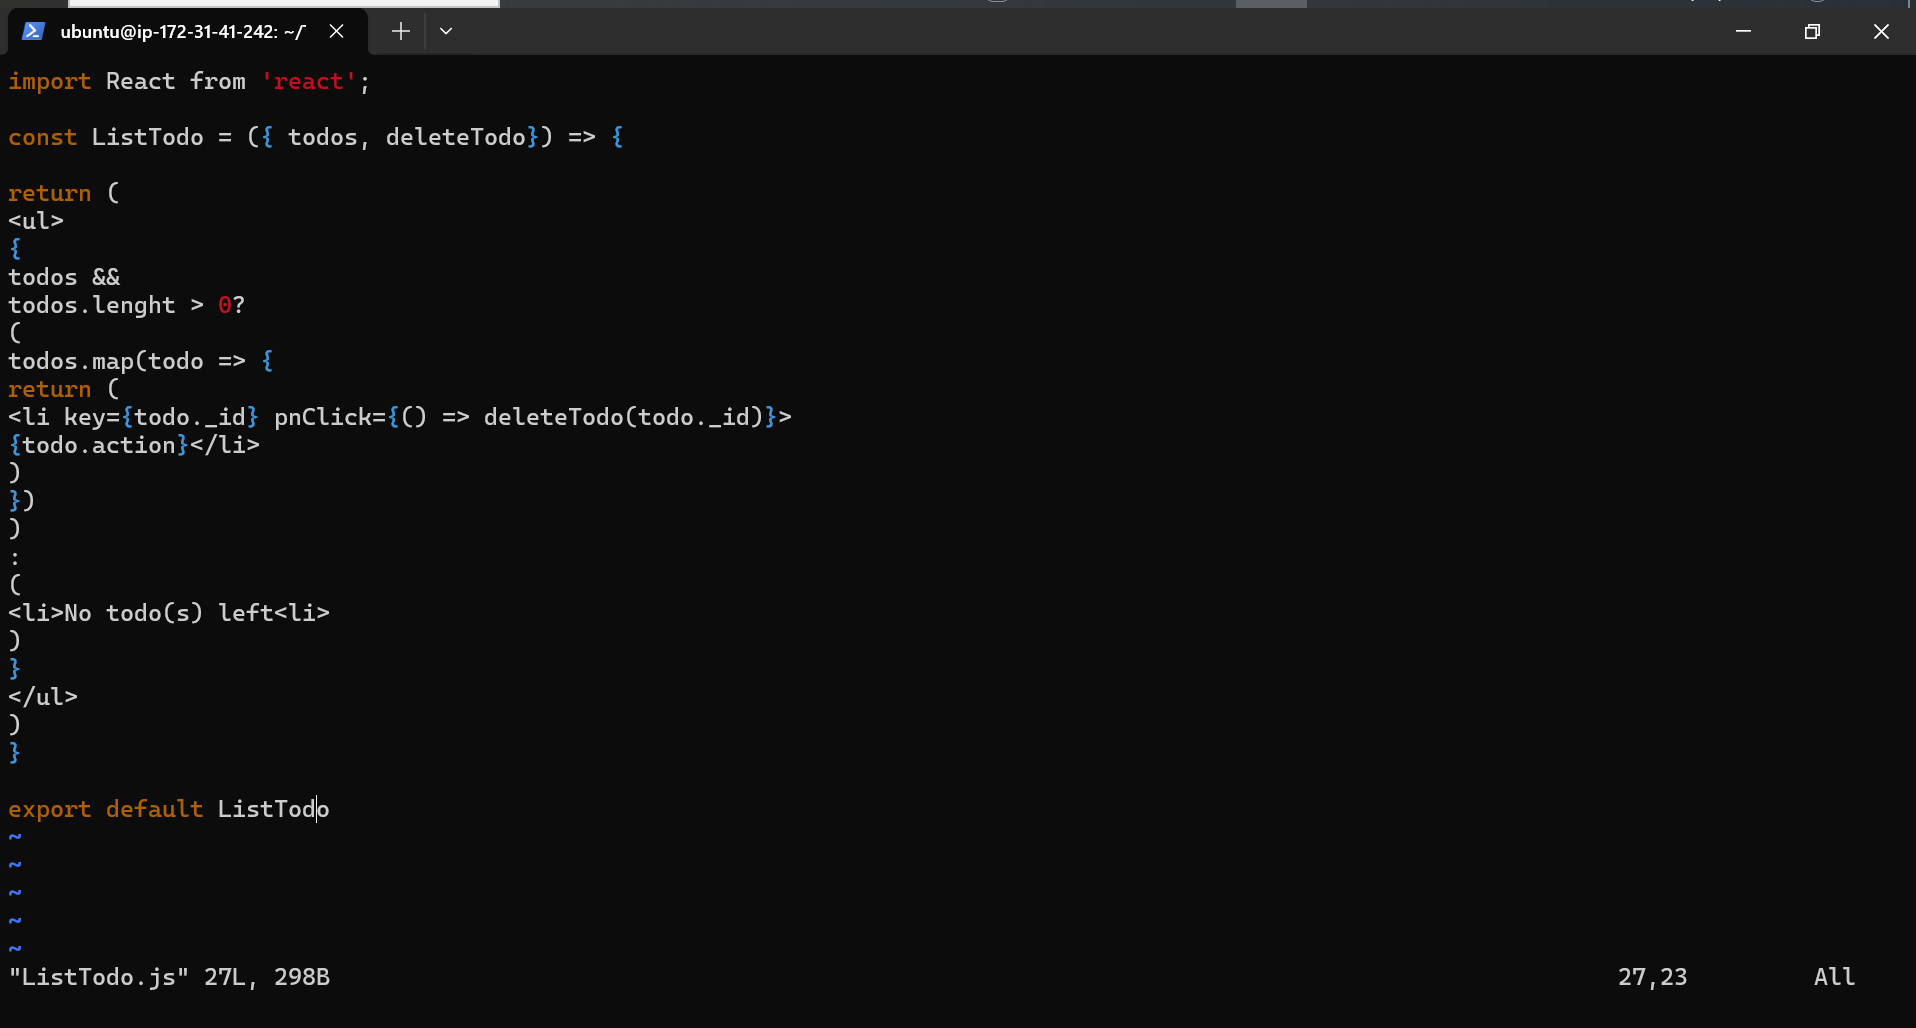 ubuntu@ip-172-31-41-242: ~/
import React from 'react';
const ListTodo = ({ todos, deleteTodo}) => {
return (
<ul>
{
todos &&
todos.lenght > 0?
(
todos.map(todo => {
return (
<li key={todo._id} pnClick={() => deleteTodo(todo._id)}>
{todo.action}</li>
)
})
)
:
(
<li>No todo(s) left<li>
)
}
</ul>
)
}
export default ListTodo
~
~
~
~
~
"ListTodo.js" 27L, 298B 27,23 All